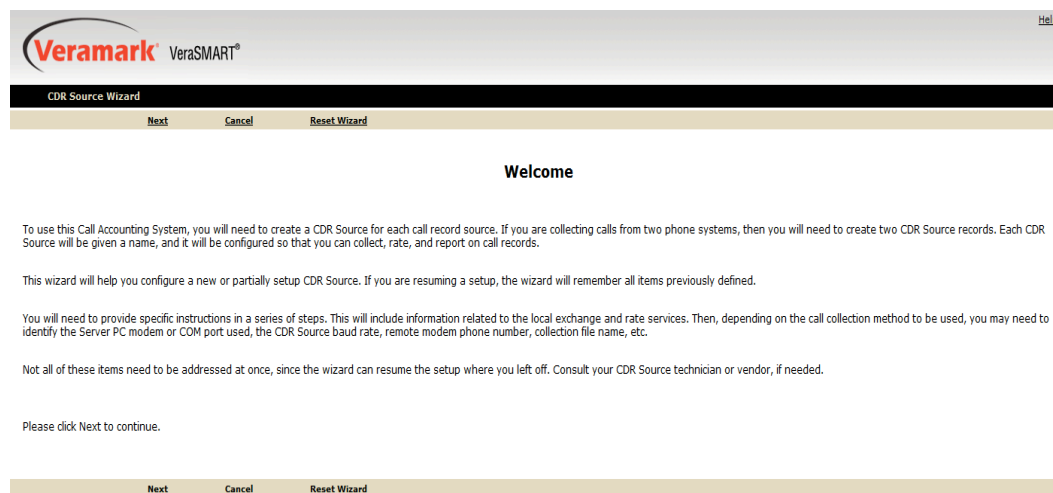 Hel
Veramark VeraSMART®
CDR Source Wizard
Next Cancel Reset Wizard
Welcome
To use this Call Accounting System, you will need to create a CDR Source for each call record source. If you are collecting calls from two phone systems, then you will need to create two CDR Source records. Each CDR
Source will be given a name, and it will be configured so that you can collect, rate, and report on call records.
This wizard will help you configure a new or partially setup CDR Source. If you are resuming a setup, the wizard will remember all items previously defined.
You will need to provide specific instructions in a series of steps. This will include information related to the local exchange and rate services. Then, depending on the call collection method to be used, you may need to
identify the Server PC modem or COM port used, the CDR Source baud rate, remote modem phone number, collection file name, etc.
Not all of these items need to be addressed at once, since the wizard can resume the setup where you left off. Consult your CDR Source technician or vendor, if needed.
Please click Next to continue.
Next Cancel Reset Wizard